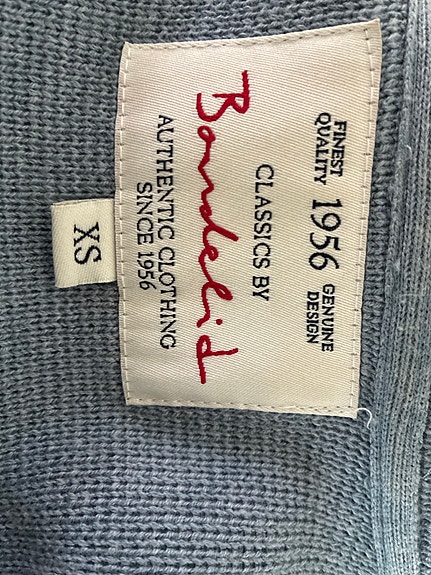 FINEST QUALITY 1956 GENUINE DESIGN
CLASSICS BY
Bondelid
AUTHENTIC CLOTHING
SINCE 1956
XS